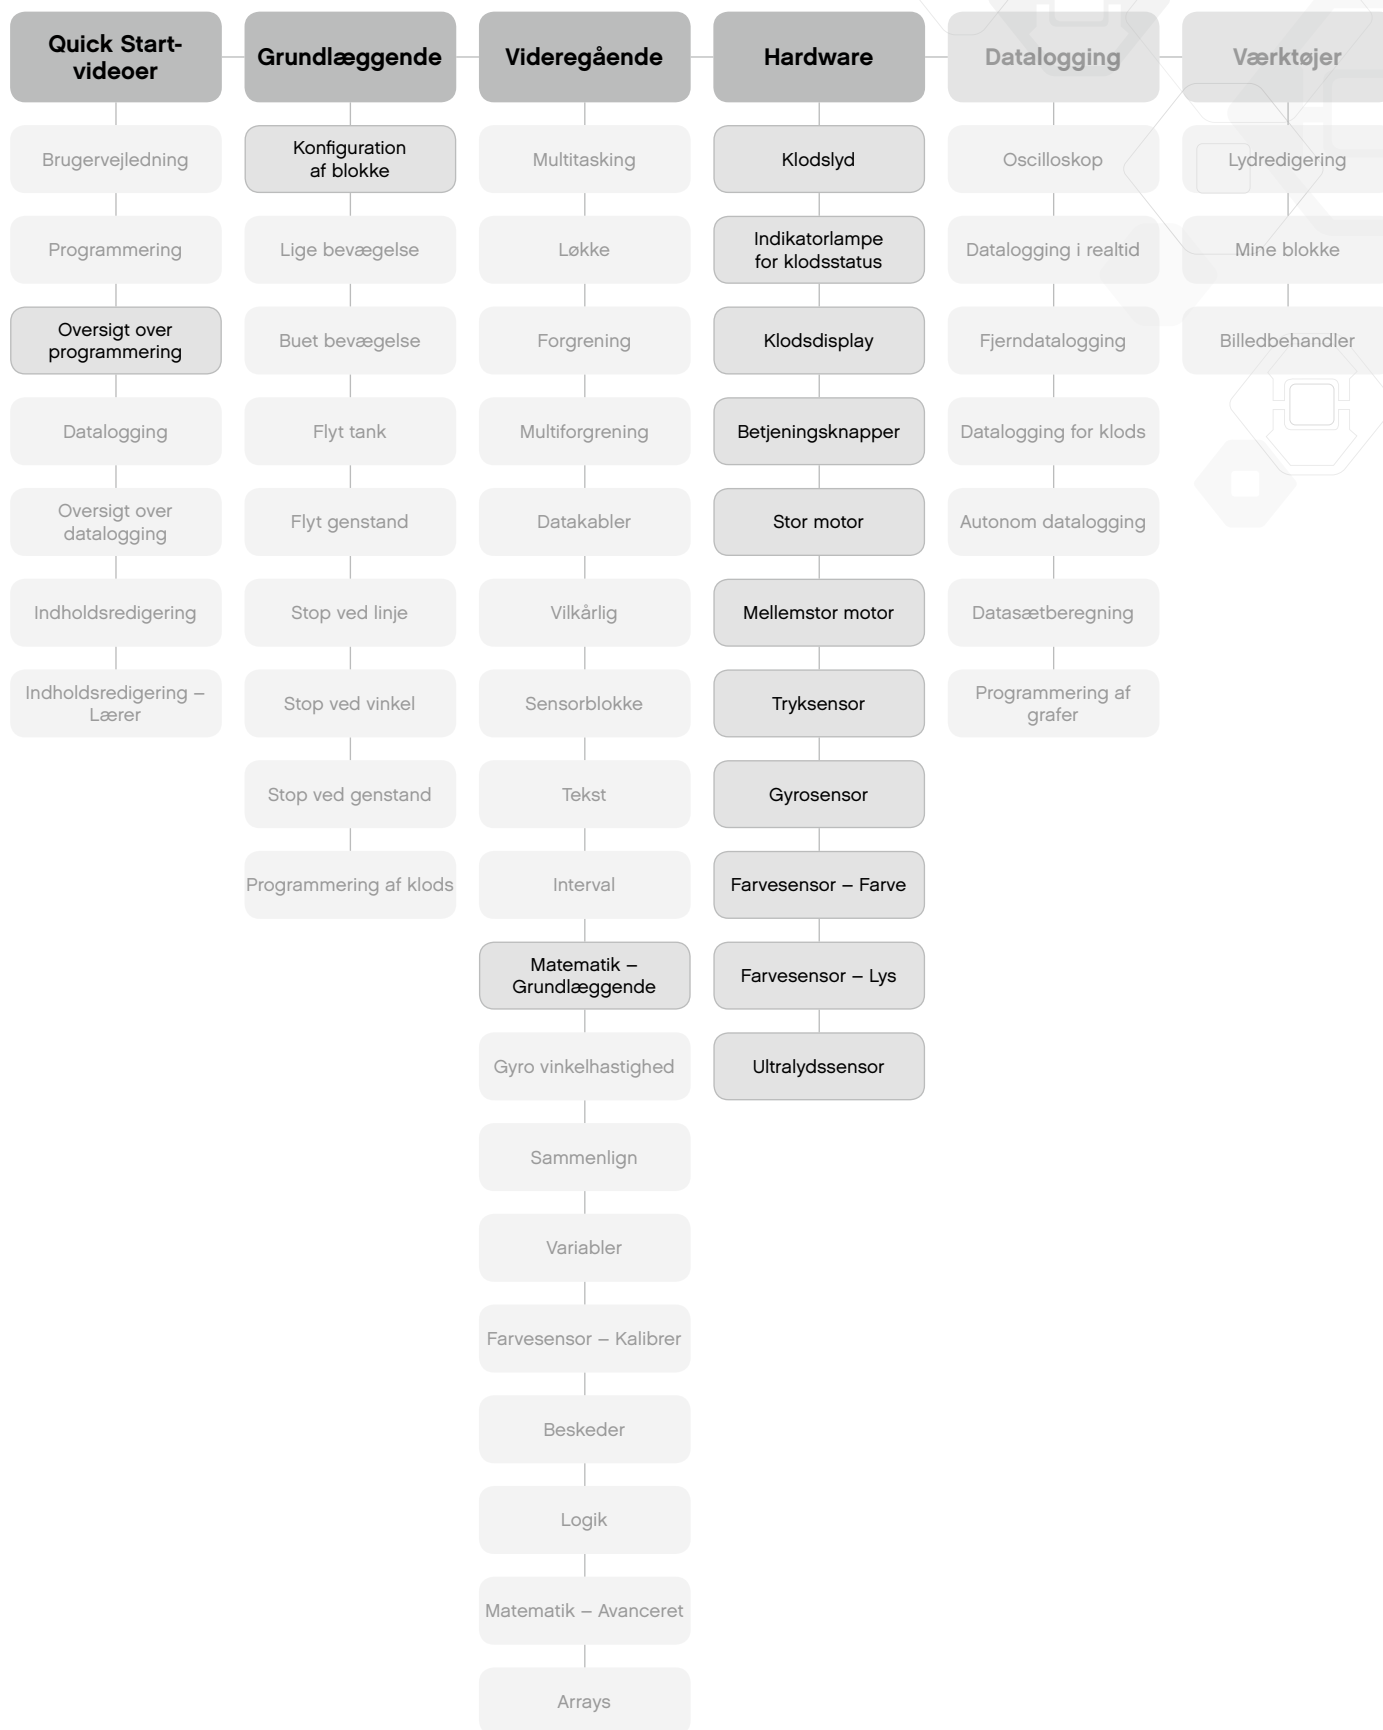 Quick Start-
videoer
Grundlæggende
Videregående
Hardware
Datalogging
Værktøjer
Brugervejledning
Programmering
Oversigt over
programmering
Datalogging
Oversigt over
datalogging
Indholdsredigering
Indholdsredigering –
Lærer
Konfiguration
af blokke
Lige bevægelse
Buet bevægelse
Flyt tank
Flyt genstand
Stop ved linje
Stop ved vinkel
Stop ved genstand
Programmering af klods
Multitasking
Løkke
Forgrening
Multiforgrening
Datakabler
Vilkårlig
Sensorblokke
Tekst
Interval
Matematik –
Grundlæggende
Gyro vinkelhastighed
Sammenlign
Variabler
Farvesensor – Kalibrer
Beskeder
Logik
Matematik – Avanceret
Arrays
Klodslyd
Indikatorlampe
for klodsstatus
Klodsdisplay
Betjeningsknapper
Stor motor
Mellemstor motor
Tryksensor
Gyrosensor
Farvesensor – Farve
Farvesensor – Lys
Ultralydssensor
Oscilloskop
Datalogging i realtid
Fjerndatalogging
Datalogging for klods
Autonom datalogging
Datasætberegning
Programmering af
grafer
Lydredigering
Mine blokke
Billedbehandler